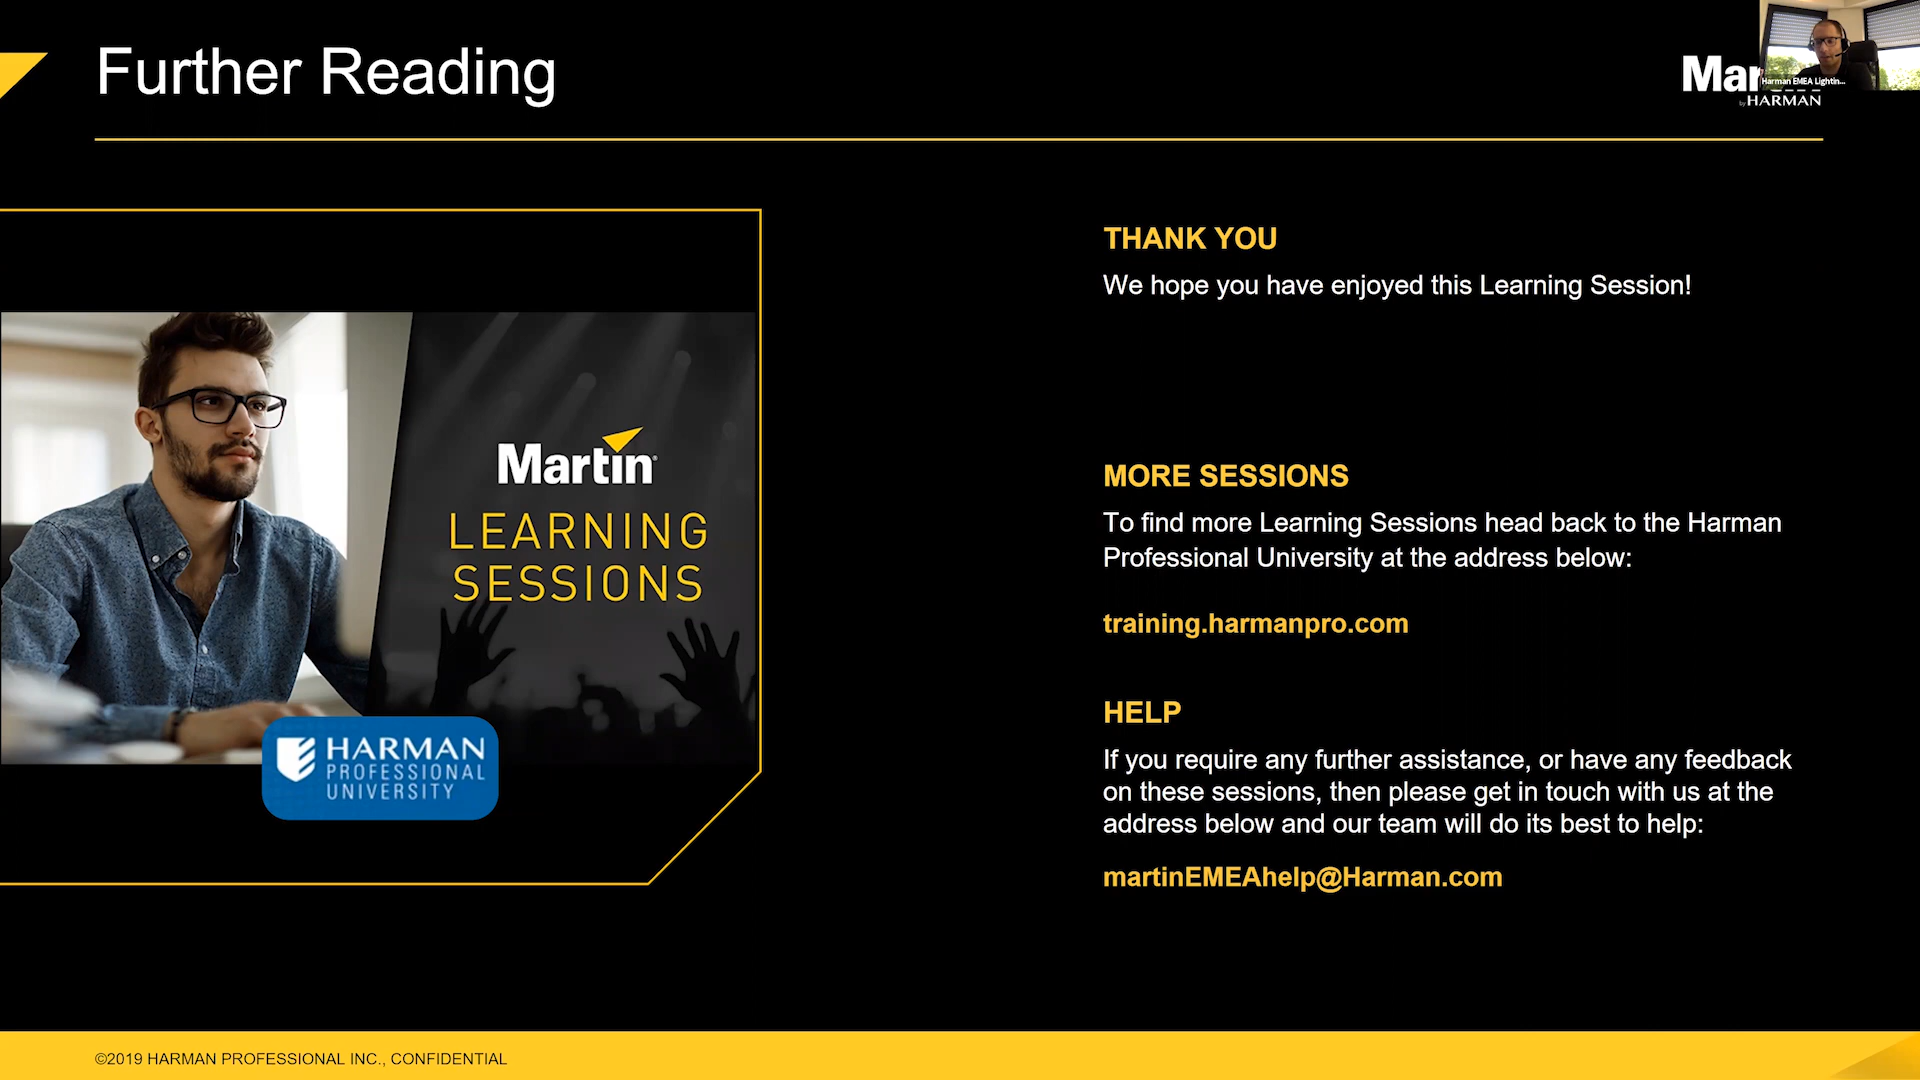 Further Reading
Mar
by HARMAN
Harman EMEA Lightin...
THANK YOU
We hope you have enjoyed this Learning Session!
Martin
LEARNING
SESSIONS
HARMAN
PROFESSIONAL
UNIVERSITY
MORE SESSIONS
To find more Learning Sessions head back to the Harman
Professional University at the address below:
training.harmanpro.com
HELP
If you require any further assistance, or have any feedback
on these sessions, then please get in touch with us at the
address below and our team will do its best to help:
martinEMEAhelp@Harman.com
©2019 HARMAN PROFESSIONAL INC., CONFIDENTIAL